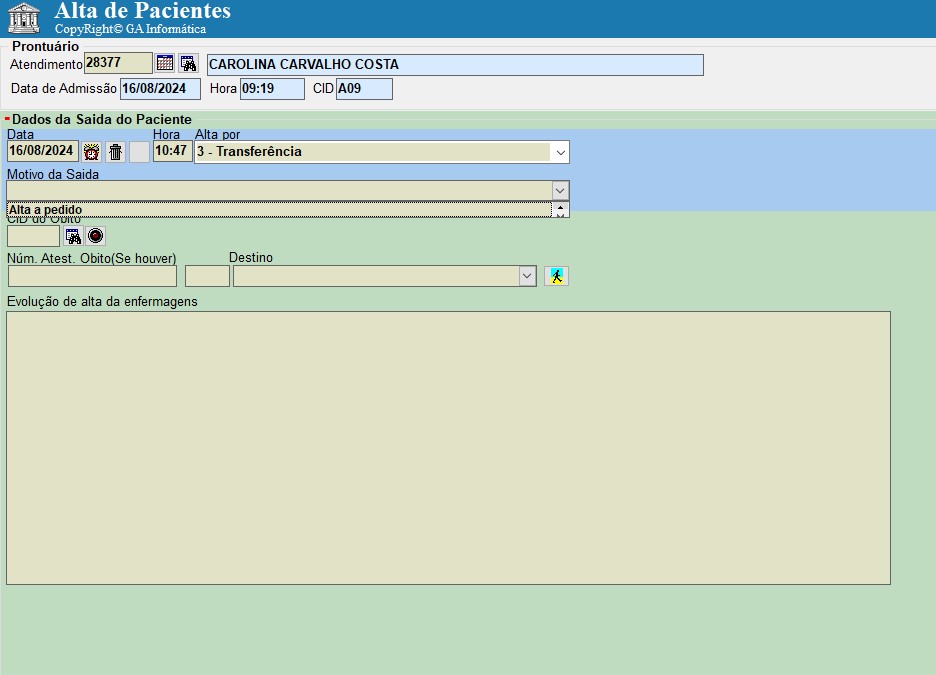 Alta de Pacientes
CopyRight© GA Informática
Prontuário
Atendimento 28377 CAROLINA CARVALHO COSTA
Data de Admissão 16/08/2024 Hora 09:19 CID A09
Dados da Saida do Paciente
Data Hora Alta por
16/08/2024 10:47 3 - Transferência
Motivo da Saida
Alta a pedido
CID do Obito
Núm. Atest. Obito(Se houver) Destino
Evolução de alta da enfermagens